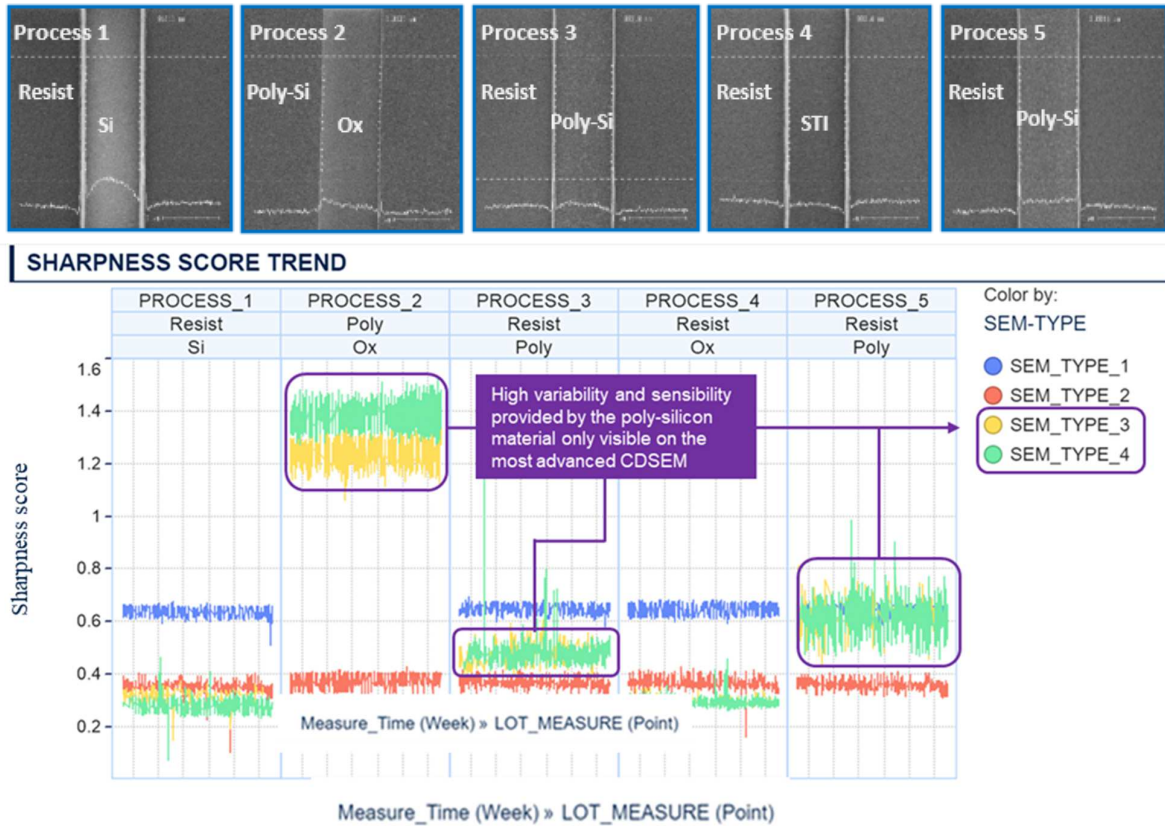 Process 1
Resist
Si
Process 2
Poly-Si
Ox
Process 3
Resist
Poly-Si
Process 4
Resist
STI
Process 5
Resist
Poly-Si
SHARPNESS SCORE TREND
PROCESS_1 PROCESS_2 PROCESS_3 PROCESS_4 PROCESS_5
Resist Poly Resist Resist Resist
Si Ox Poly Ox Poly
Color by:
SEM-TYPE
SEM_TYPE_1
SEM_TYPE_2
SEM_TYPE_3
SEM_TYPE_4
High variability and sensibility
provided by the poly-silicon
material only visible on the
most advanced CDSEM
Sharpness score
1.6
1.4
1.2
1
0.8
0.6
0.4
0.2
Measure_Time (Week) » LOT_MEASURE (Point)
Measure_Time (Week) » LOT_MEASURE (Point)